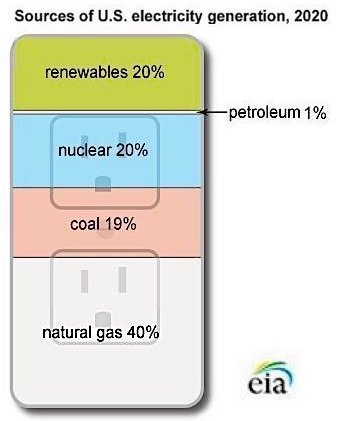 Sources of U.S. electricity generation, 2020
renewables 20%
petroleum 1%
nuclear 20%
coal 19%
natural gas 40%
eia